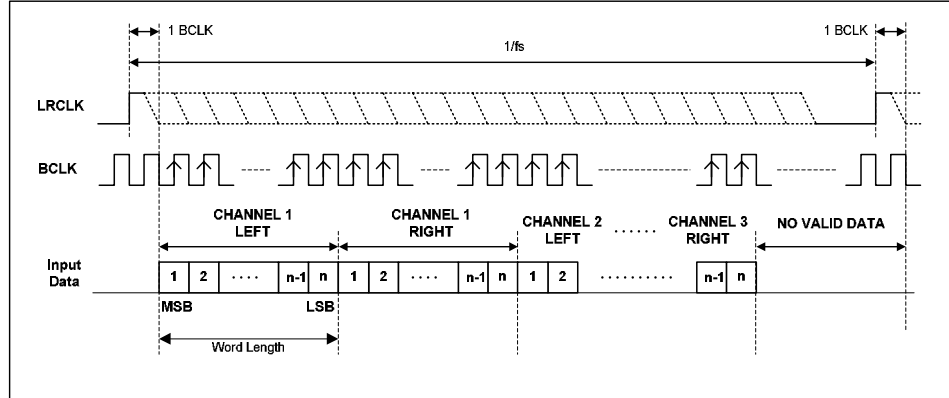 1 BCLK
1 BCLK
1/fs
LRCLK
BCLK
CHANNEL 1
LEFT
CHANNEL 1
RIGHT
CHANNEL 2
LEFT
......
CHANNEL 3
RIGHT
NO VALID DATA
Input
Data
1 2 .... n-1 n 1 2 .... n-1 n 1 2 .......... n-1 n
MSB
LSB
Word Length